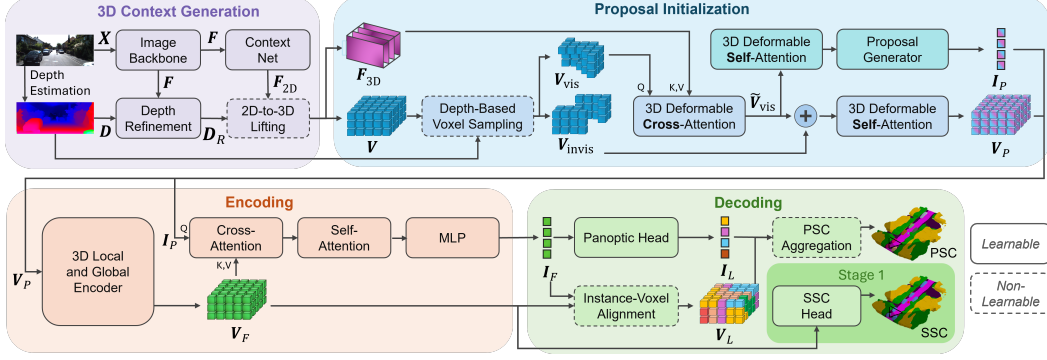 3D Context Generation
X
Image
Backbone
F
Context
Net
Depth
Estimation
F
F2D
D
Depth
Refinement
DR
2D-to-3D
Lifting
Proposal Initialization
F3D
V
Depth-Based
Voxel Sampling
Vvis
Vinvis
Q
K,V
3D Deformable
Cross-Attention
Ṽvis
3D Deformable
Self-Attention
Proposal
Generator
IP
+
3D Deformable
Self-Attention
VP
Encoding
VP
3D Local
and Global
Encoder
IP
Q
Cross-
Attention
K,V
Self-
Attention
MLP
VF
Decoding
IF
Panoptic Head
IL
PSC
Aggregation
PSC
Instance-Voxel
Alignment
VL
Stage 1
SSC
Head
SSC
Learnable
Non-
Learnable